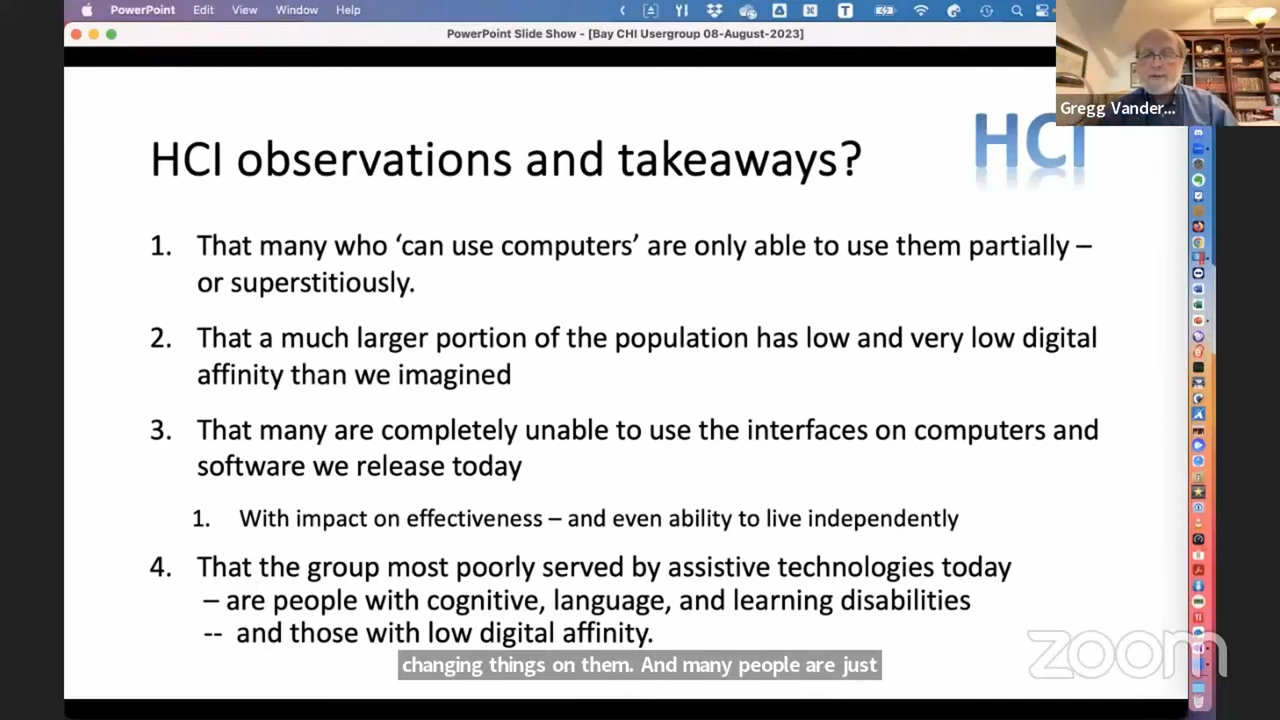 PowerPoint Edit View Window Help
PowerPoint Slide Show - [Bay CHI Usergroup 08-August-2023]
Gregg Vander...
HCI
HCI observations and takeaways?
1. That many who ‘can use computers’ are only able to use them partially –
or superstitiously.
2. That a much larger portion of the population has low and very low digital
affinity than we imagined
3. That many are completely unable to use the interfaces on computers and
software we release today
1. With impact on effectiveness – and even ability to live independently
4. That the group most poorly served by assistive technologies today
– are people with cognitive, language, and learning disabilities
-- and those with low digital affinity.
changing things on them. And many people are just
zoom